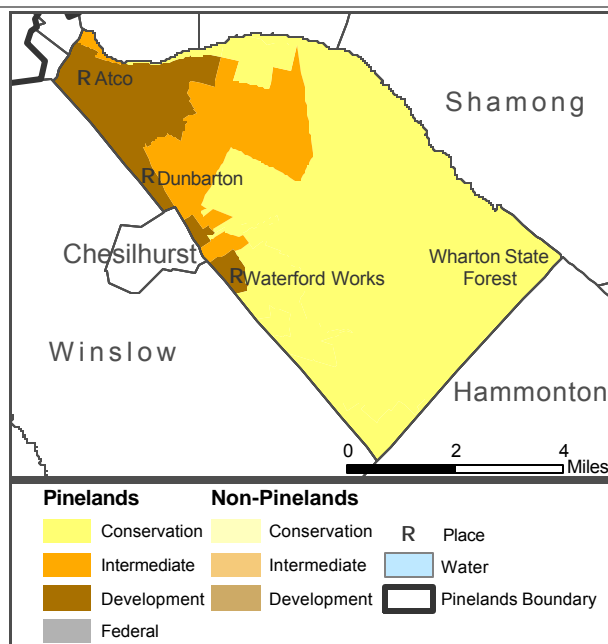 R Atco
Shamong
R Dunbarton
Chesilhurst
Wharton State
Forest
R Waterford Works
Winslow
Hammonton
0 2 4
Miles
Pinelands Non-Pinelands
Conservation Conservation R Place
Intermediate Intermediate Water
Development Development Pinelands Boundary
Federal